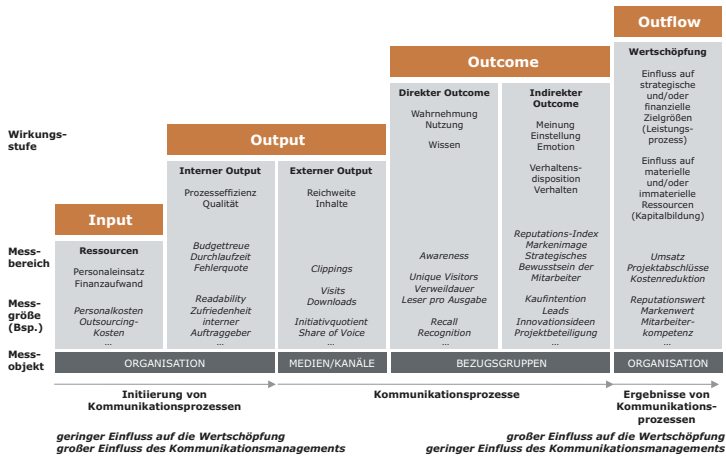 Wirkungs-
stufe
Mess-
bereich
Mess-
größe
(Bsp.)
Mess-
objekt
Input
Ressourcen
Personaleinsatz
Finanzaufwand
Personalkosten
Outsourcing-
Kosten
...
Output
Interner Output
Prozesseffizienz
Qualität
Budgettreue
Durchlaufzeit
Fehlerquote
Readability
Zufriedenheit
interner
Auftraggeber
...
Externer Output
Reichweite
Inhalte
Clippings
Visits
Downloads
Initiativquotient
Share of Voice
...
Outcome
Direkter Outcome
Wahrnehmung
Nutzung
Wissen
Awareness
Unique Visitors
Verweildauer
Leser pro Ausgabe
Recall
Recognition
...
Indirekter
Outcome
Meinung
Einstellung
Emotion
Verhaltens-
disposition
Verhalten
Reputations-Index
Markenimage
Strategisches
Bewusstsein der
Mitarbeiter
Kaufintention
Leads
Innovationsideen
Projektbeteiligung
...
Outflow
Wertschöpfung
Einfluss auf
strategische
und/oder
finanzielle
Zielgrößen
(Leistungs-
prozess)
Einfluss auf
materielle
und/oder
immaterielle
Ressourcen
(Kapitalbildung)
Umsatz
Projektabschlüsse
Kostenreduktion
Reputationswert
Markenwert
Mitarbeiter-
kompetenz
...
ORGANISATION
MEDIEN/KANÄLE
BEZUGSGRUPPEN
ORGANISATION
Initiierung von
Kommunikationsprozessen
Kommunikationsprozesse
Ergebnisse von
Kommunikations-
prozessen
geringer Einfluss auf die Wertschöpfung
großer Einfluss des Kommunikationsmanagements
großer Einfluss auf die Wertschöpfung
geringer Einfluss des Kommunikationsmanagements